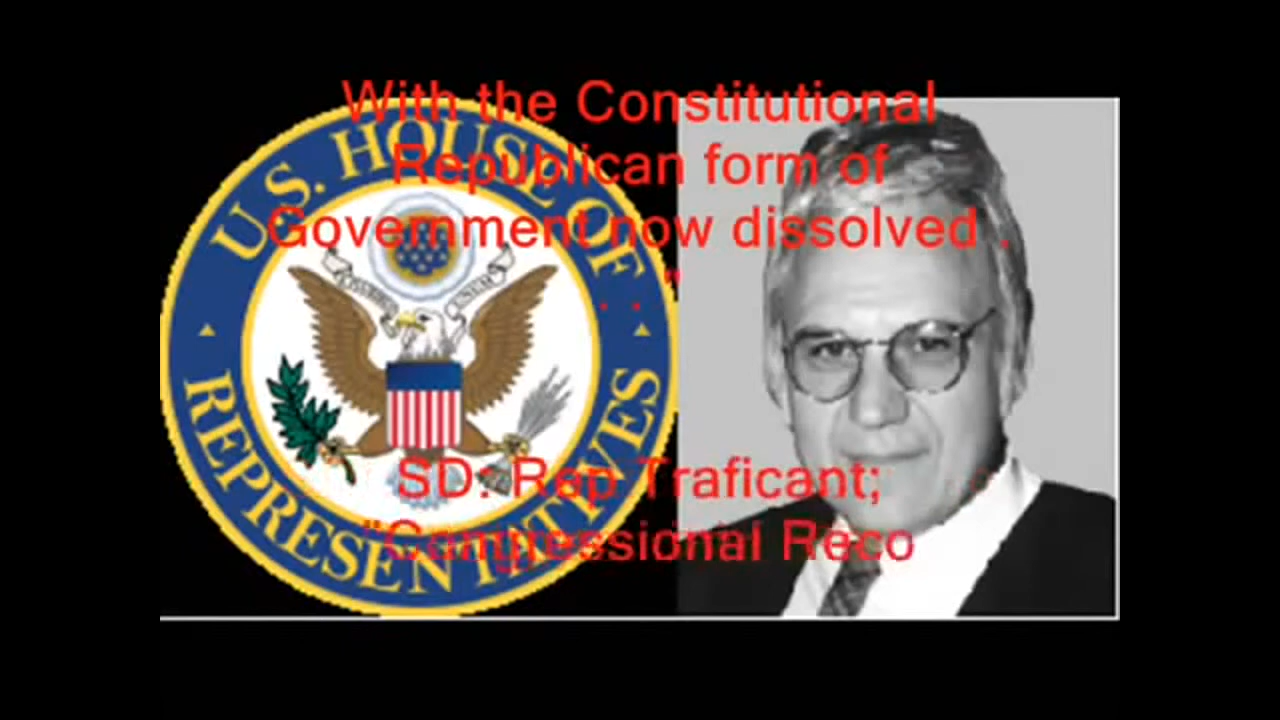 With the Constitutional
Republican form of
Government now dissolved .
. . "
SD: Rep Traficant;
"Congressional Reco
U.S. HOUSE OF
REPRESENTATIVES